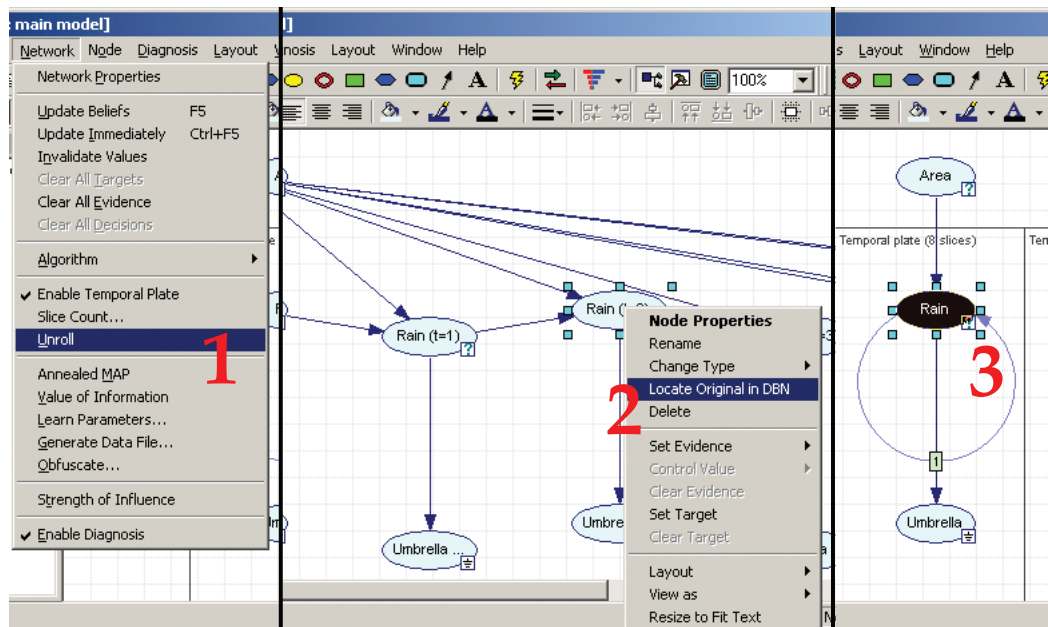 : main model]
Network Node Diagnosis Layout
Network Properties
Update Beliefs F5
Update Immediately Ctrl+F5
Invalidate Values
Clear All Targets
Clear All Evidence
Clear All Decisions
Algorithm
Enable Temporal Plate
Slice Count...
Unroll
Annealed MAP
Value of Information
Learn Parameters...
Generate Data File...
Obfuscate...
Strength of Influence
Enable Diagnosis
1
l]
gnosis Layout Window Help
A 100%
A
Rain (t=1)
Rain (t=2)
Umbrella ...
Umbre
Node Properties
Rename
Change Type
Locate Original in DBN
Delete
Set Evidence
Control Value
Clear Evidence
Set Target
Clear Target
Layout
View as
Resize to Fit Text
2
s Layout Window Help
A
A
Area
Temporal plate (8 slices) Ter
Rain
3
1
Umbrella